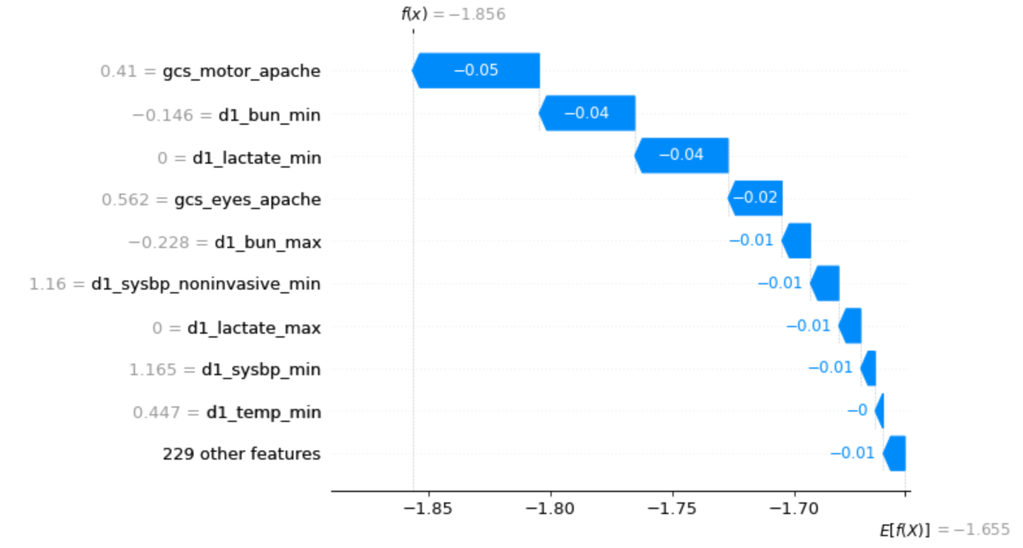 f(x) = −1.856
0.41 = gcs_motor_apache −0.05
−0.146 = d1_bun_min −0.04
0 = d1_lactate_min −0.04
0.562 = gcs_eyes_apache −0.02
−0.228 = d1_bun_max −0.01
1.16 = d1_sysbp_noninvasive_min −0.01
0 = d1_lactate_max −0.01
1.165 = d1_sysbp_min −0.01
0.447 = d1_temp_min −0
229 other features −0.01
−1.85 −1.80 −1.75 −1.70
E[f(X)] = −1.655